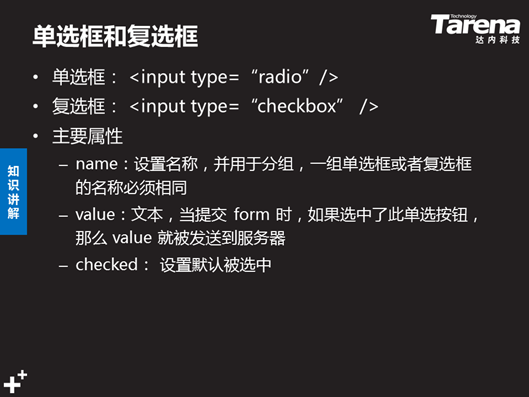 单选框和复选框
Technology
Tarena
达内科技
• 单选框： <input type=“radio”/>
• 复选框： <input type=“checkbox” />
• 主要属性
– name：设置名称，并用于分组，一组单选框或者复选框
的名称必须相同
– value：文本，当提交 form 时，如果选中了此单选按钮，
那么 value 就被发送到服务器
– checked： 设置默认被选中
知识讲解